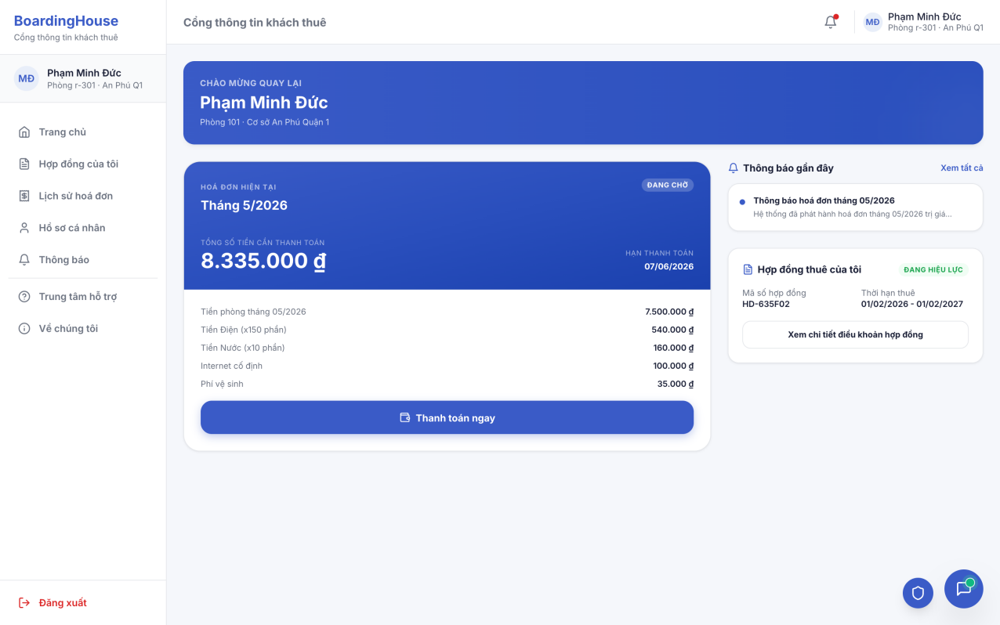 BoardingHouse
Cổng thông tin khách thuê
MĐ
Phạm Minh Đức
Phòng r-301 · An Phú Q1
Trang chủ
Hợp đồng của tôi
Lịch sử hoá đơn
Hồ sơ cá nhân
Thông báo
Trung tâm hỗ trợ
Về chúng tôi
Đăng xuất
Cổng thông tin khách thuê
MĐ
Phạm Minh Đức
Phòng r-301 · An Phú Q1
CHÀO MỪNG QUAY LẠI
Phạm Minh Đức
Phòng 101 · Cơ sở An Phú Quận 1
HOÁ ĐƠN HIỆN TẠI
ĐANG CHỜ
Tháng 5/2026
TỔNG SỐ TIỀN CẦN THANH TOÁN
8.335.000 ₫
HẠN THANH TOÁN
07/06/2026
Tiền phòng tháng 05/2026 7.500.000 ₫
Tiền Điện (x150 phần) 540.000 ₫
Tiền Nước (x10 phần) 160.000 ₫
Internet cố định 100.000 ₫
Phí vệ sinh 35.000 ₫
Thanh toán ngay
Thông báo gần đây
Xem tất cả
Thông báo hoá đơn tháng 05/2026
Hệ thống đã phát hành hoá đơn tháng 05/2026 trị giá...
Hợp đồng thuê của tôi
ĐANG HIỆU LỰC
Mã số hợp đồng
HD-635F02
Thời hạn thuê
01/02/2026 - 01/02/2027
Xem chi tiết điều khoản hợp đồng